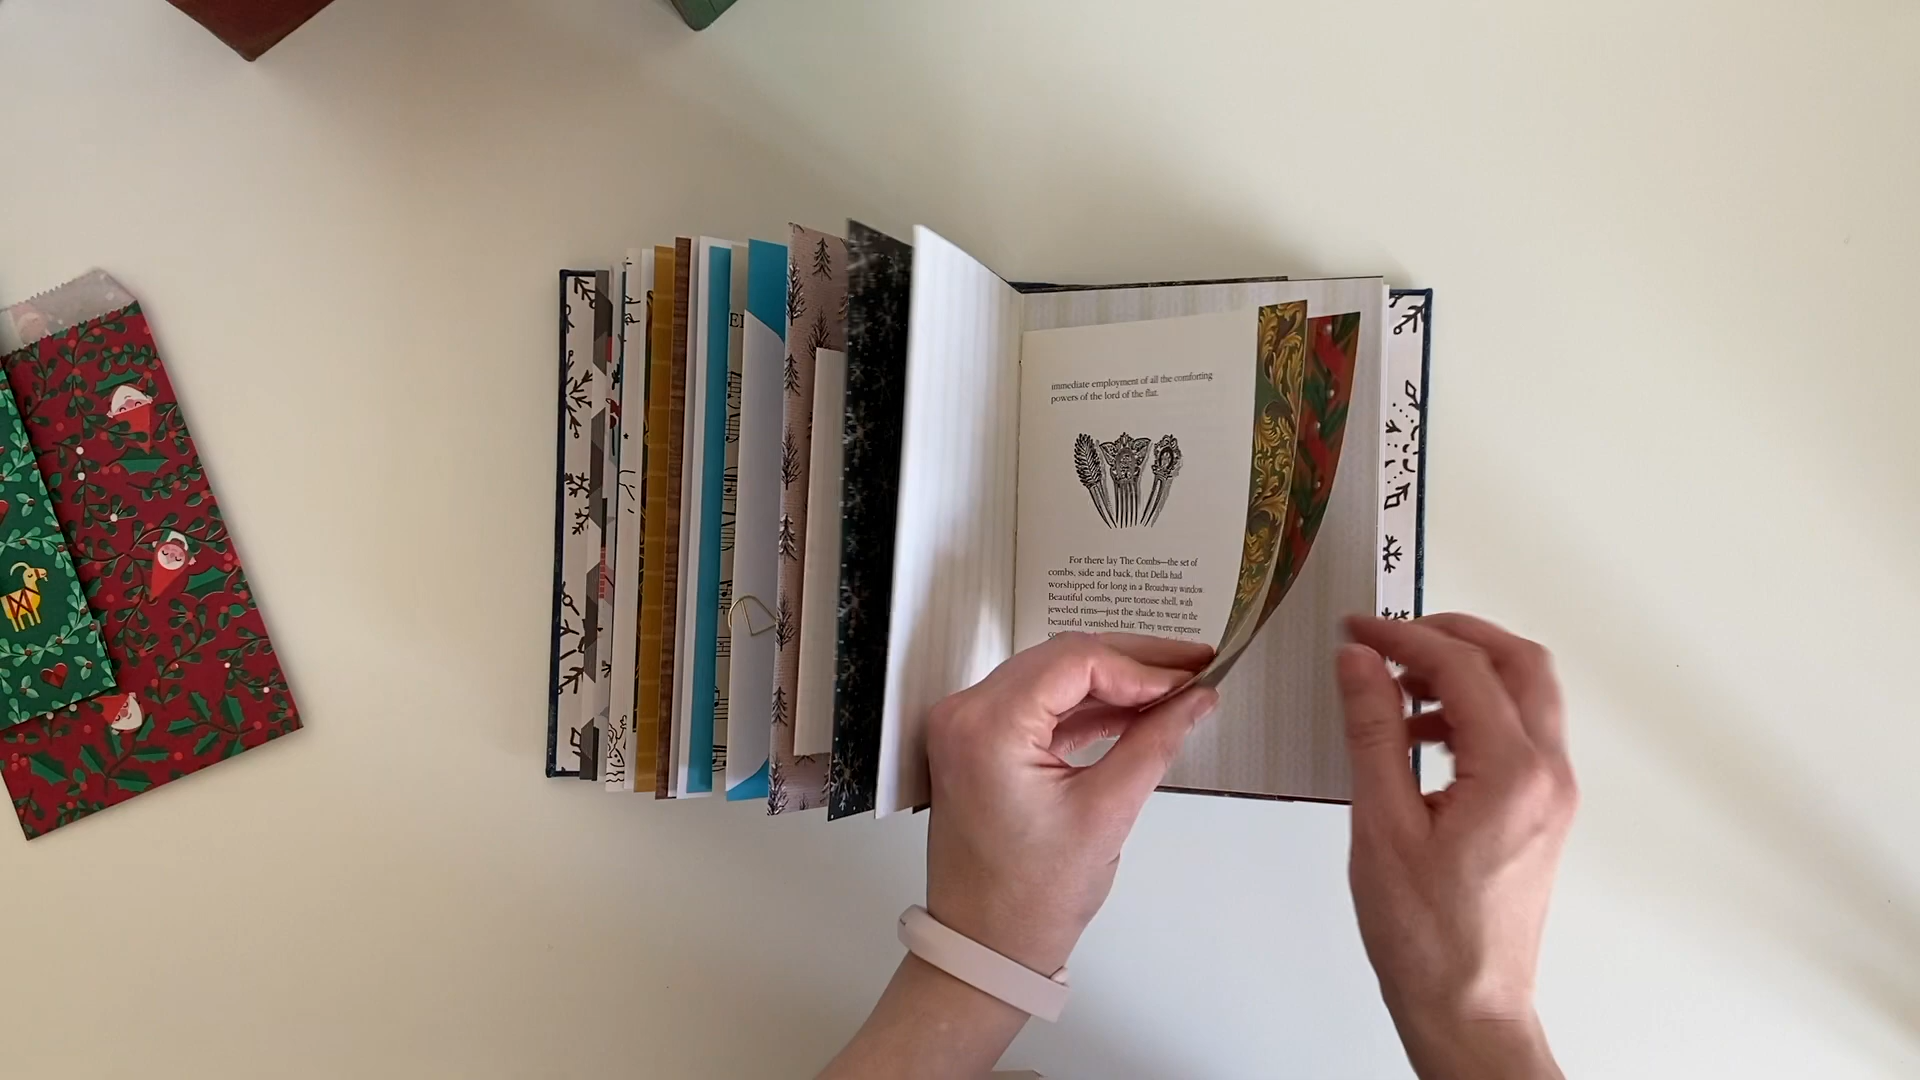 immediate employment of all the comforting
powers of the lord of the flat.
For there lay The Combs—the set of
combs, side and back, that Della had
worshipped for long in a Broadway window.
Beautiful combs, pure tortoise shell, with
jeweled rims—just the shade to wear in the
beautiful vanished hair. They were expensive